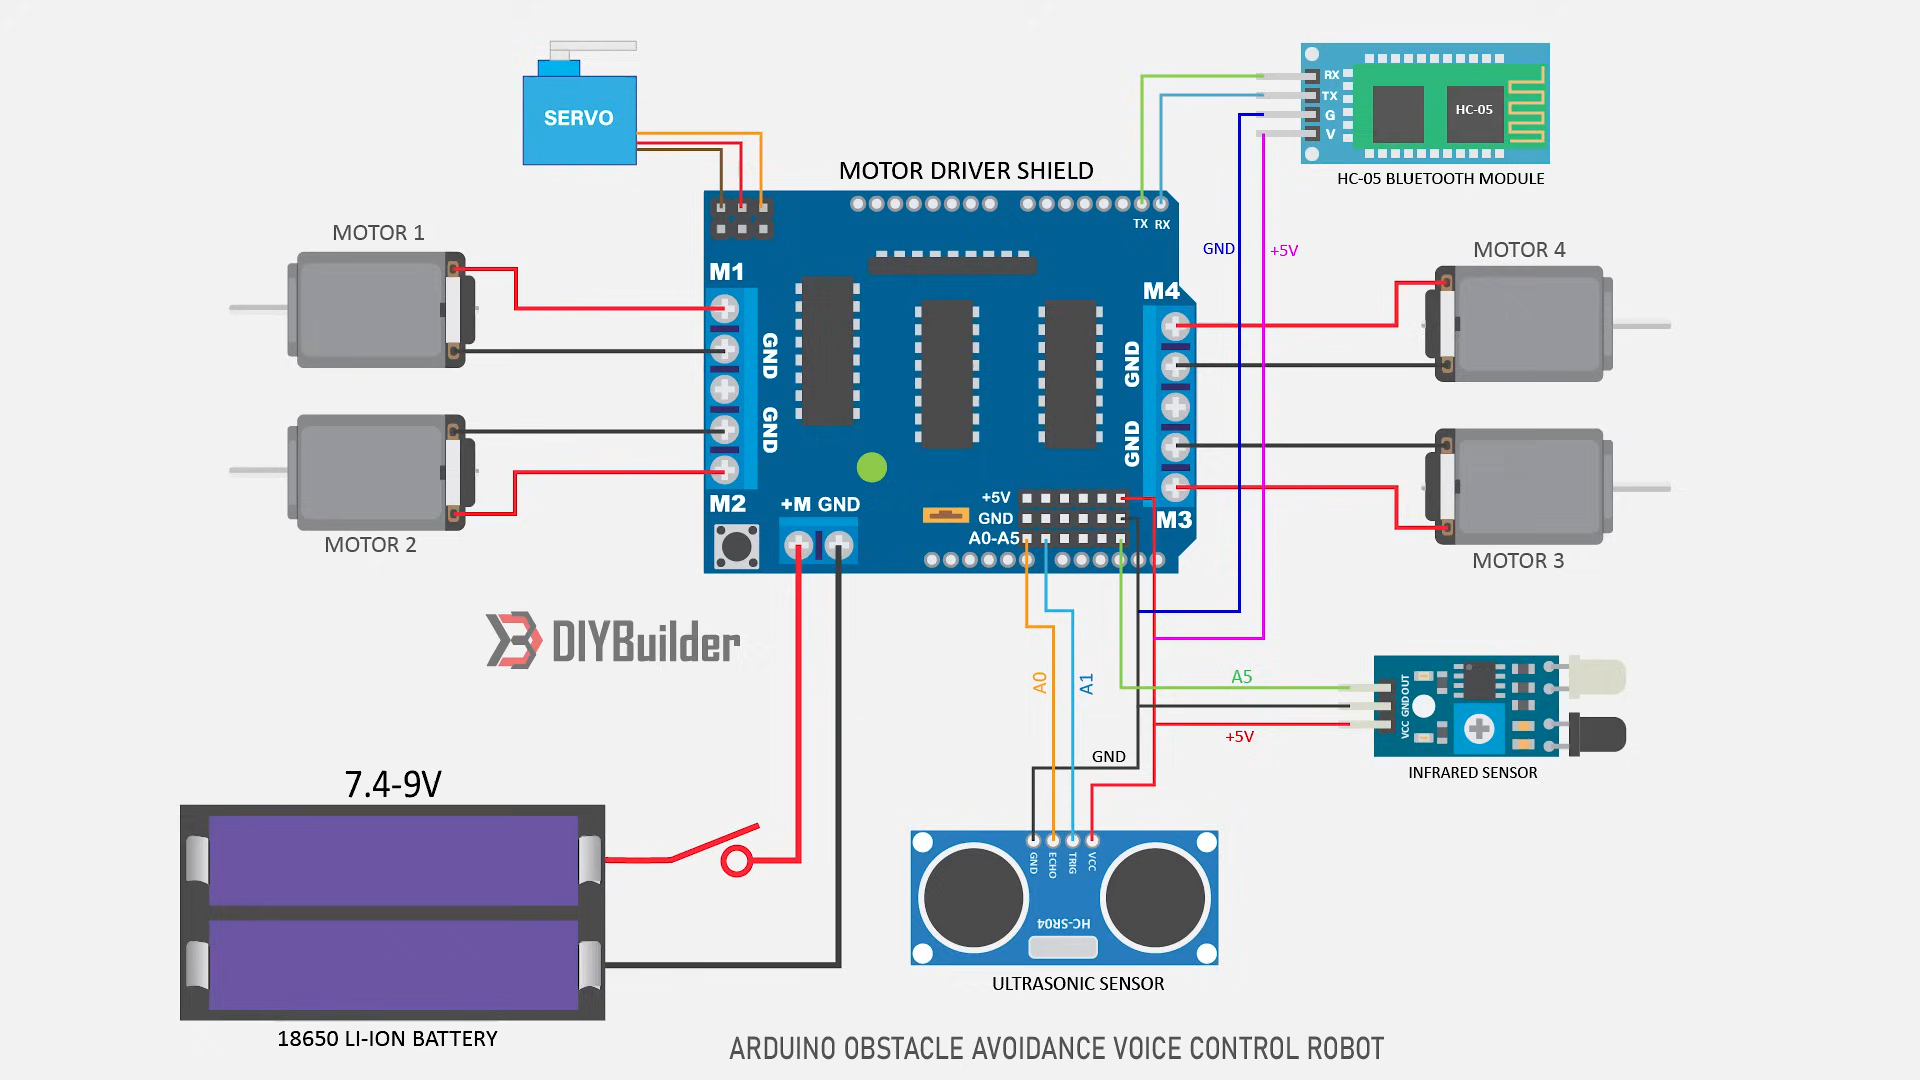 SERVO
MOTOR DRIVER SHIELD
TX RX
RX
TX
G
V
HC-05
HC-05 BLUETOOTH MODULE
MOTOR 1
M1
GND
GND
M2
MOTOR 2
+M GND
M4
GND
GND
M3
GND
+5V
MOTOR 4
MOTOR 3
+5V
GND
A0-A5
DIYBuilder
A0
A1
A5
+5V
GND
VCC GND OUT
INFRARED SENSOR
7.4-9V
18650 LI-ION BATTERY
GND
ECHO
TRIG
VCC
HC-SR04
ULTRASONIC SENSOR
ARDUINO OBSTACLE AVOIDANCE VOICE CONTROL ROBOT